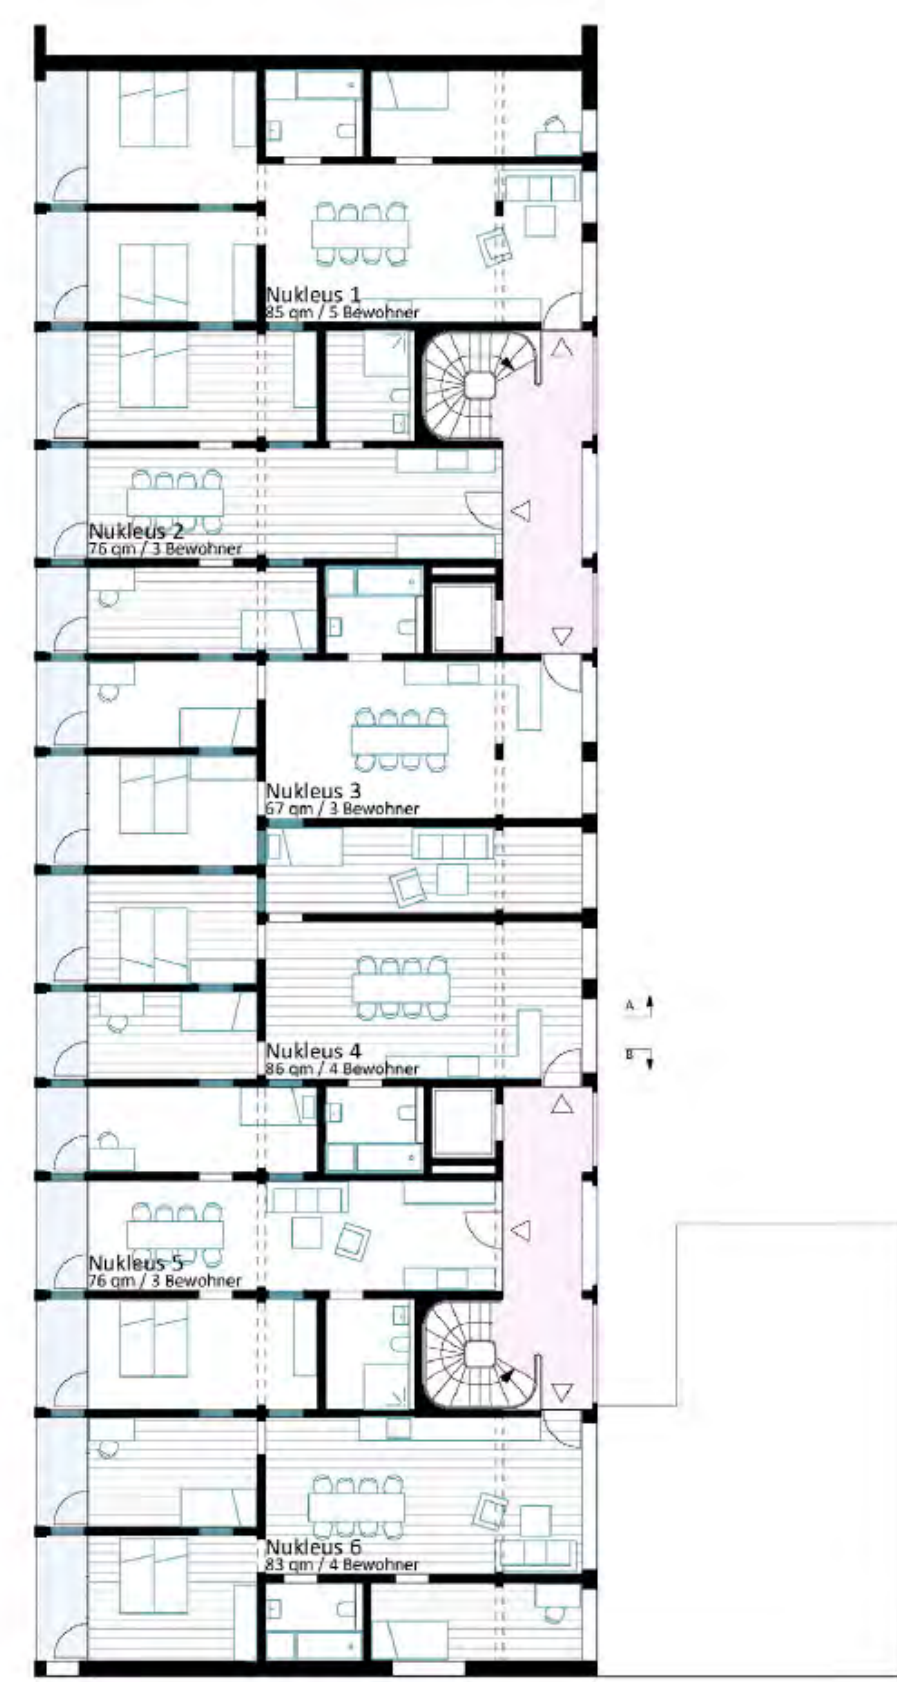 Nukleus 1
85 qm / 5 Bewohner
Nukleus 2
76 qm / 3 Bewohner
Nukleus 3
67 qm / 3 Bewohner
Nukleus 4
86 qm / 4 Bewohner
A
B
Nukleus 5
76 qm / 3 Bewohner
Nukleus 6
83 qm / 4 Bewohner